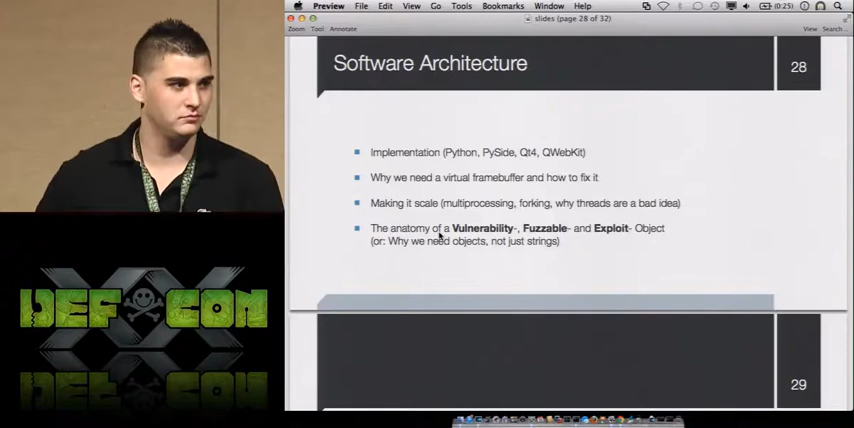 Preview File Edit View Go Tools Bookmarks Window Help (0:25)
slides (page 28 of 32)
Zoom Tool: Annotate View Search...
Software Architecture 28
Implementation (Python, PySide, Qt4, QWebKit)
Why we need a virtual framebuffer and how to fix it
Making it scale (multiprocessing, forking, why threads are a bad idea)
The anatomy of a Vulnerability-, Fuzzable- and Exploit- Object
(or: Why we need objects, not just strings)
29
XX
DEF CON